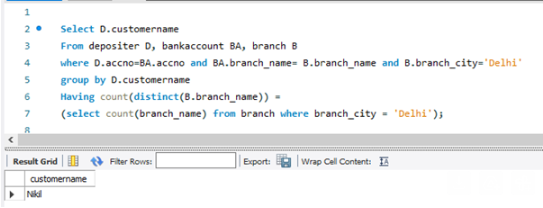 1
2 Select D.customername
3 From depositer D, bankaccount BA, branch B
4 where D.accno=BA.accno and BA.branch_name= B.branch_name and B.branch_city='Delhi'
5 group by D.customername
6 Having count(distinct(B.branch_name)) =
7 (select count(branch_name) from branch where branch_city = 'Delhi');
8
Result Grid Filter Rows: Export: Wrap Cell Content: IA
customername
Nikil